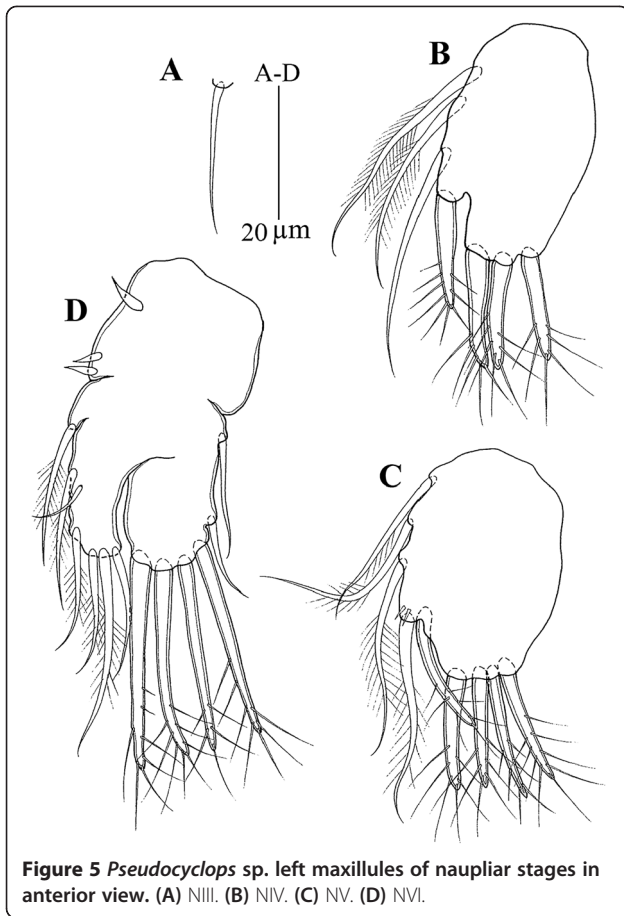 A
A-D
20 μm
B
D
C
Figure 5 Pseudocyclops sp. left maxillules of naupliar stages in
anterior view. (A) NIII. (B) NIV. (C) NV. (D) NVI.